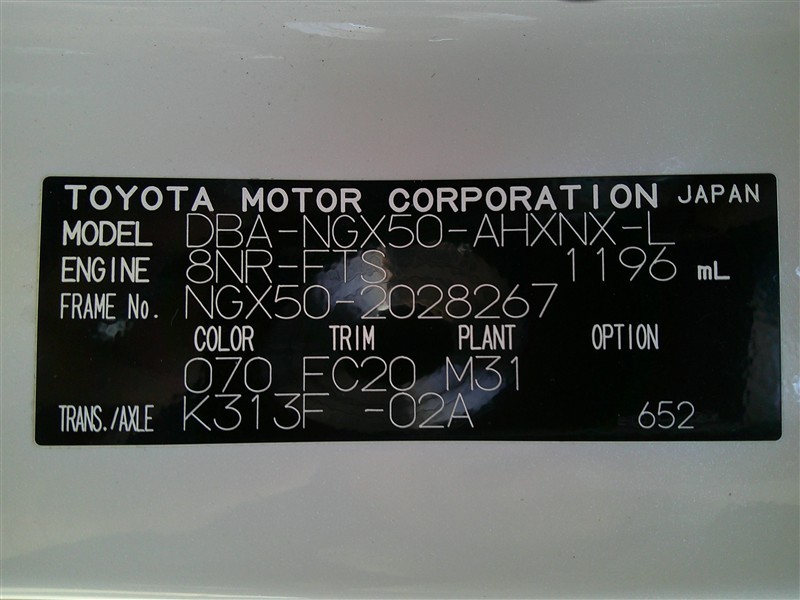 TOYOTA MOTOR CORPORATION JAPAN
MODEL DBA-NGX50-AHXNX-L
ENGINE 8NR-FTS 1196 mL
FRAME No. NGX50-2028267
COLOR TRIM PLANT OPTION
070 FC20 M31
TRANS./AXLE K313F -02A 652